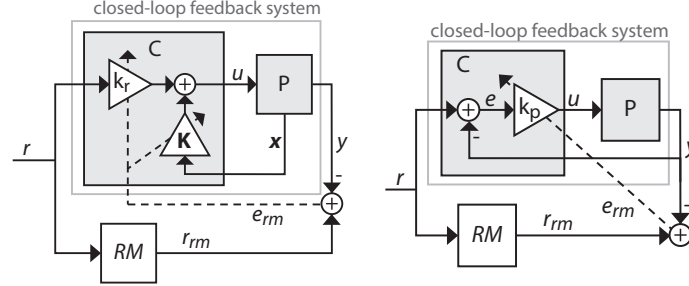 closed-loop feedback system
C
k_r
+
u
P
K
x
y
-
r
e_rm
+
RM
r_rm
closed-loop feedback system
C
e
k_p
u
P
+
-
y
r
e_rm
-
RM
r_rm
+